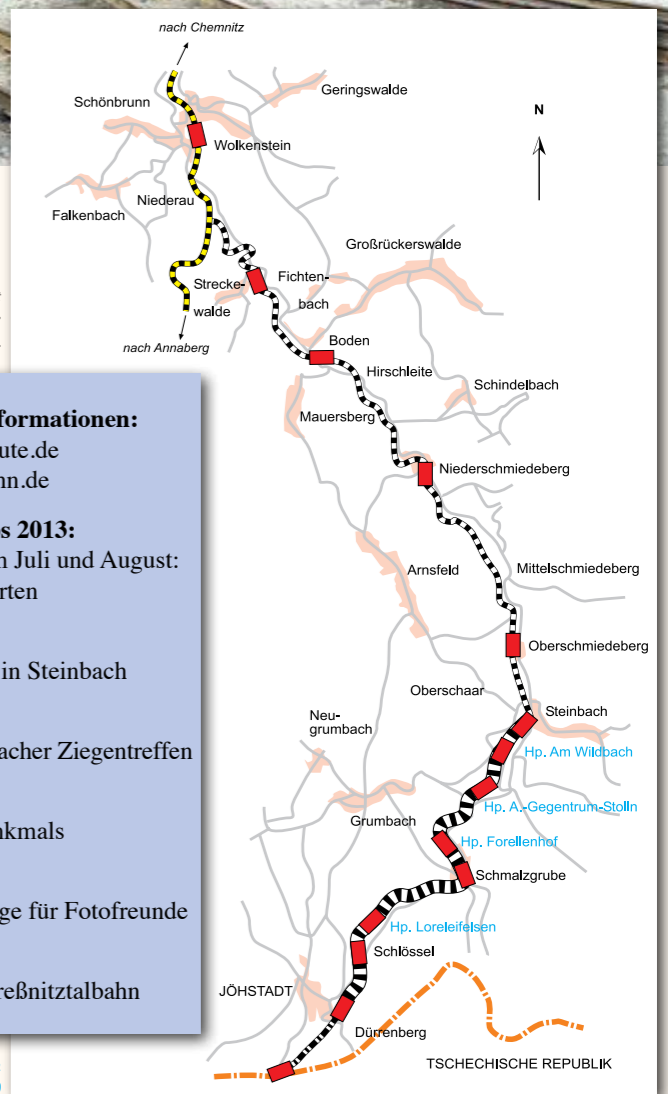 nach Chemnitz
Schönbrunn
Geringswalde
N
Wolkenstein
Niederau
Falkenbach
Großrückerswalde
Strecke-
walde
Fichten-
bach
nach Annaberg
Boden
Hirschleite
Schindelbach
Mauersberg
Niederschmiedeberg
Arnsfeld
Mittelschmiedeberg
Oberschmiedeberg
Oberschaar
Steinbach
Neu-
grumbach
Hp. Am Wildbach
Hp. A.-Gegentrum-Stolln
Grumbach
Hp. Forellenhof
Schmalzgrube
Hp. Loreleifelsen
Schlössel
JÖHSTADT
Dürrenberg
TSCHECHISCHE REPUBLIK
formationen:
ute.de
nn.de
s 2013:
n Juli und August:
rten
in Steinbach
acher Ziegentreffen
nkmals
ge für Fotofreunde
reßnitztalbahn